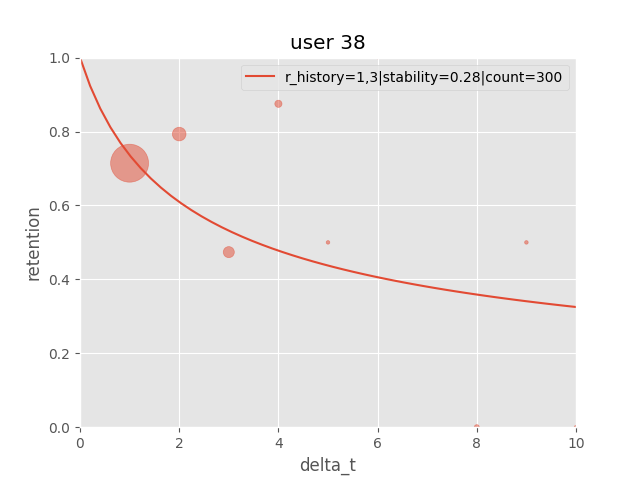 user 38
r_history=1,3|stability=0.28|count=300
1.0
0.8
0.6
0.4
0.2
0.0
retention
0 2 4 6 8 10
delta_t